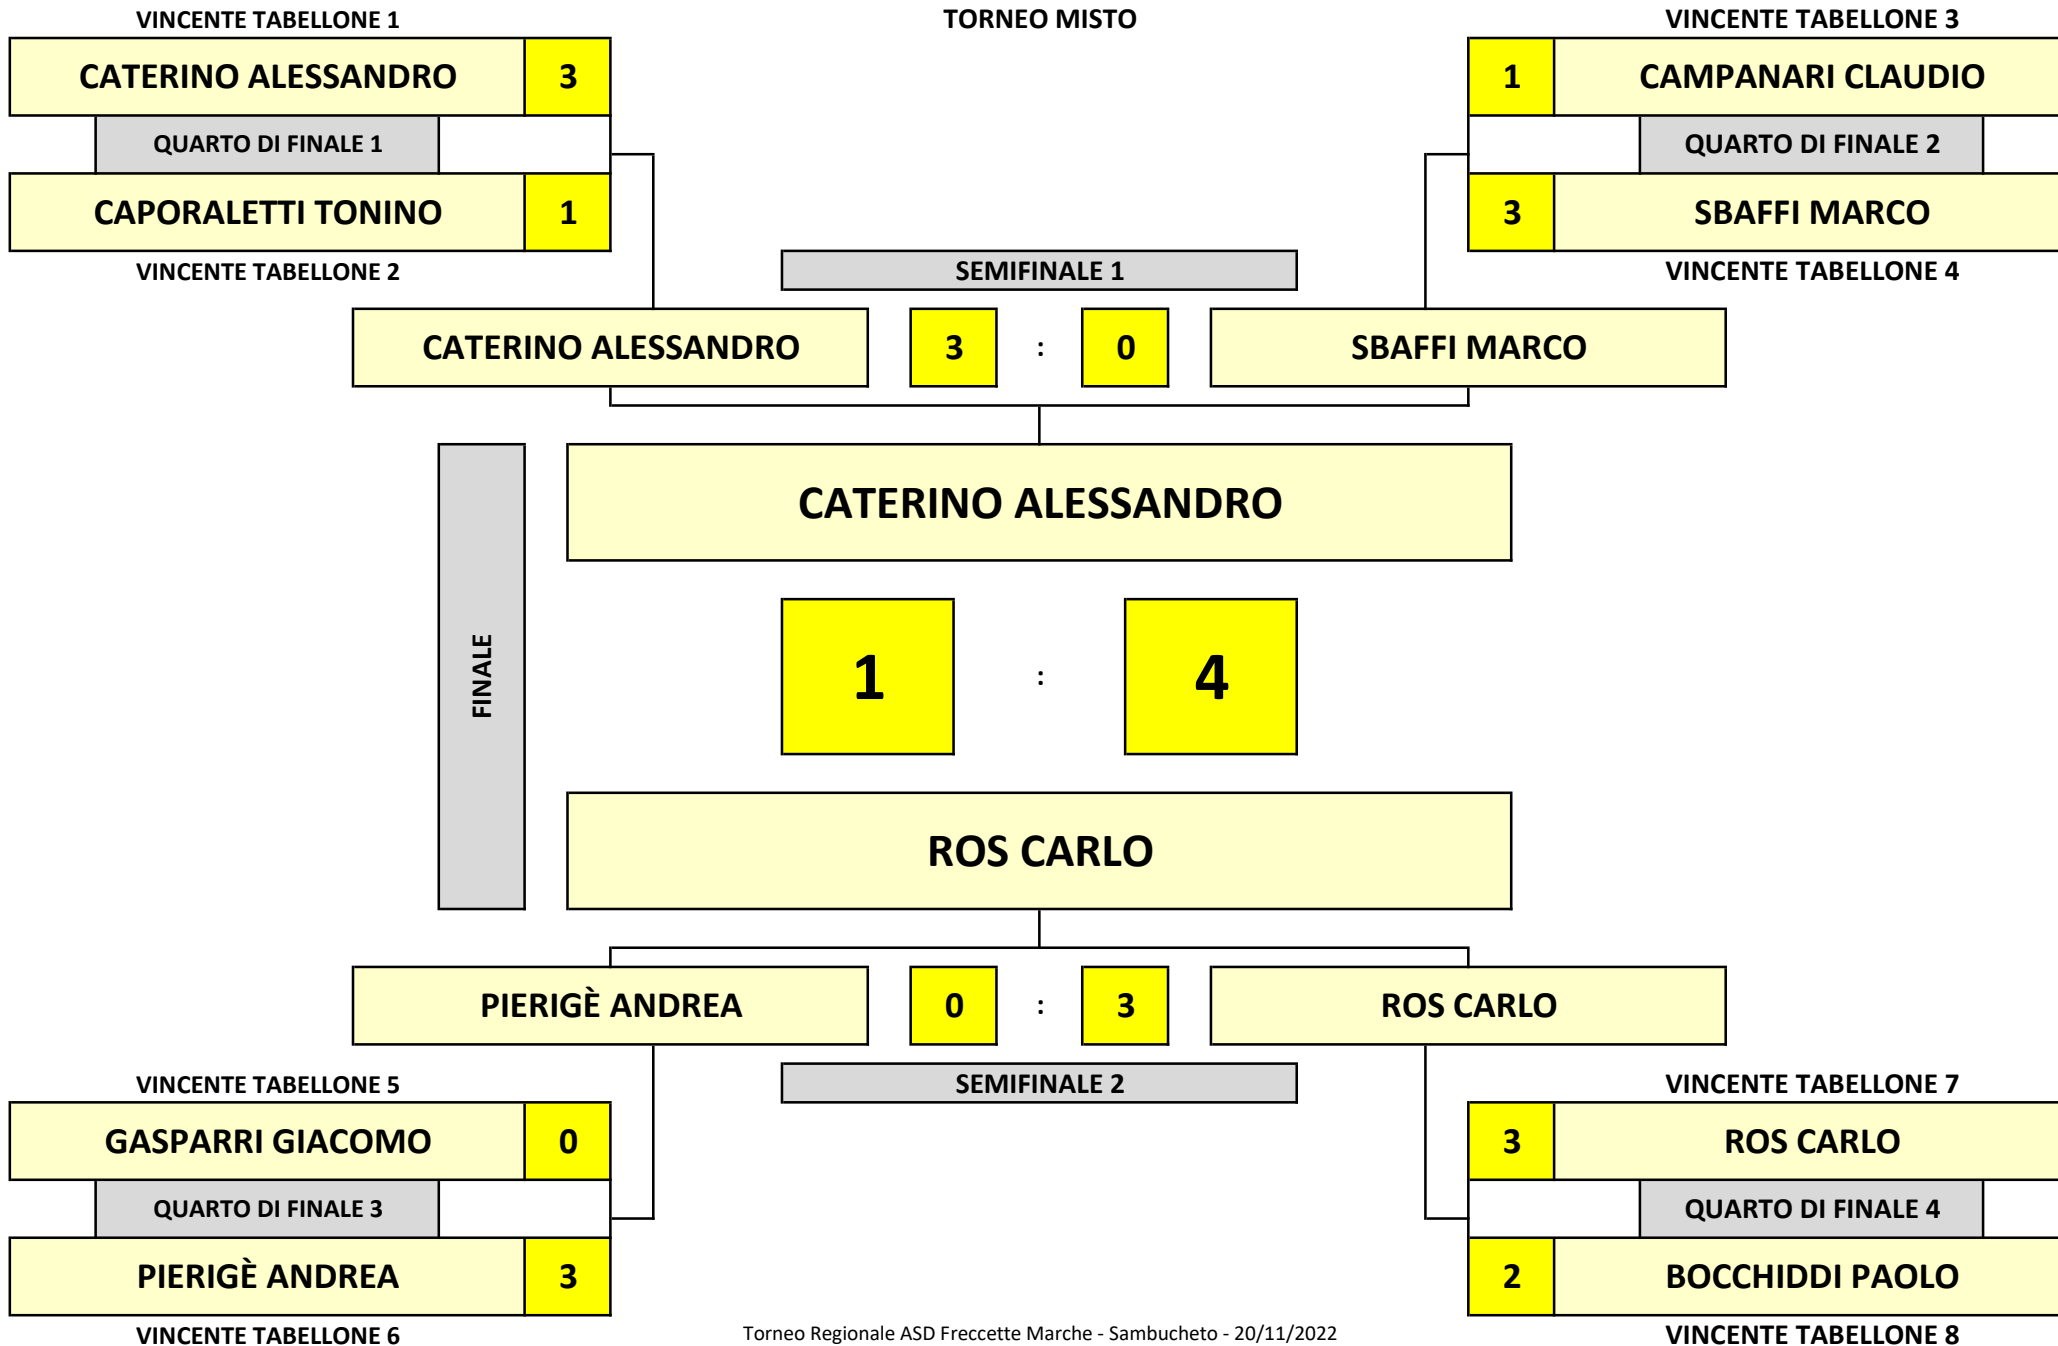 VINCENTE TABELLONE 1
TORNEO MISTO
VINCENTE TABELLONE 3
CATERINO ALESSANDRO 3
1 CAMPANARI CLAUDIO
QUARTO DI FINALE 1
QUARTO DI FINALE 2
CAPORALETTI TONINO 1
3 SBAFFI MARCO
VINCENTE TABELLONE 2
SEMIFINALE 1
VINCENTE TABELLONE 4
CATERINO ALESSANDRO 3 : 0 SBAFFI MARCO
CATERINO ALESSANDRO
FINALE
1 : 4
ROS CARLO
PIERIGÈ ANDREA 0 : 3 ROS CARLO
VINCENTE TABELLONE 5
SEMIFINALE 2
VINCENTE TABELLONE 7
GASPARRI GIACOMO 0
3 ROS CARLO
QUARTO DI FINALE 3
QUARTO DI FINALE 4
PIERIGÈ ANDREA 3
2 BOCCHIDDI PAOLO
VINCENTE TABELLONE 6
Torneo Regionale ASD Freccette Marche - Sambucheto - 20/11/2022
VINCENTE TABELLONE 8